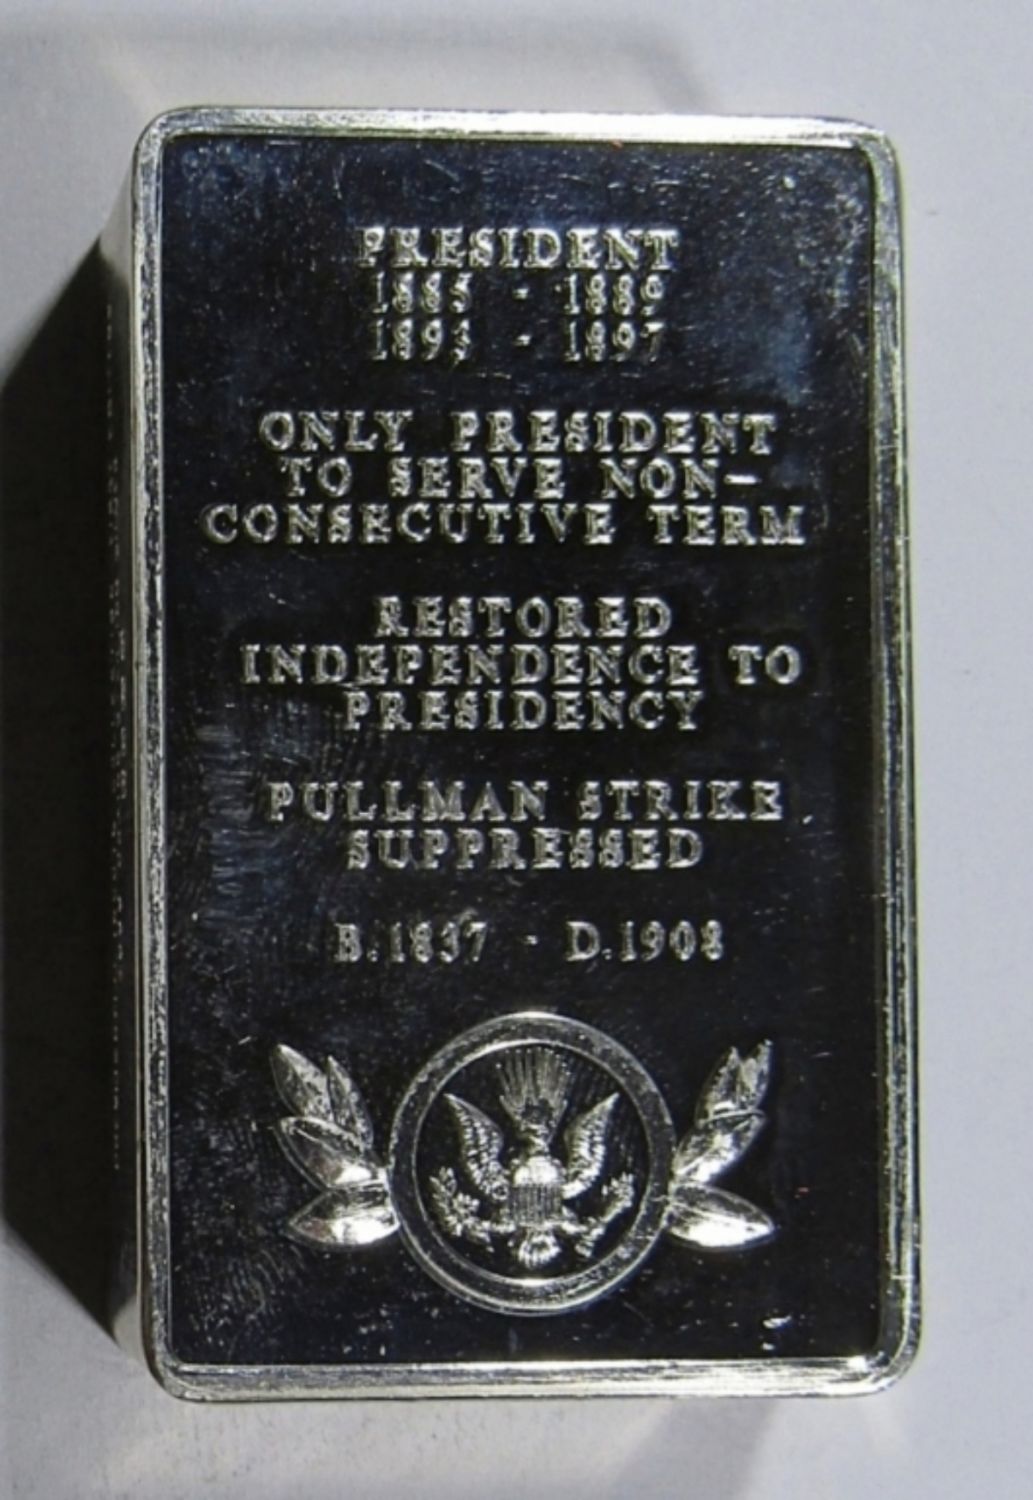 PRESIDENT
1885 - 1889
1893 - 1897
ONLY PRESIDENT
TO SERVE NON-
CONSECUTIVE TERM
RESTORED
INDEPENDENCE TO
PRESIDENCY
PULLMAN STRIKE
SUPPRESSED
B.1837 - D.1908